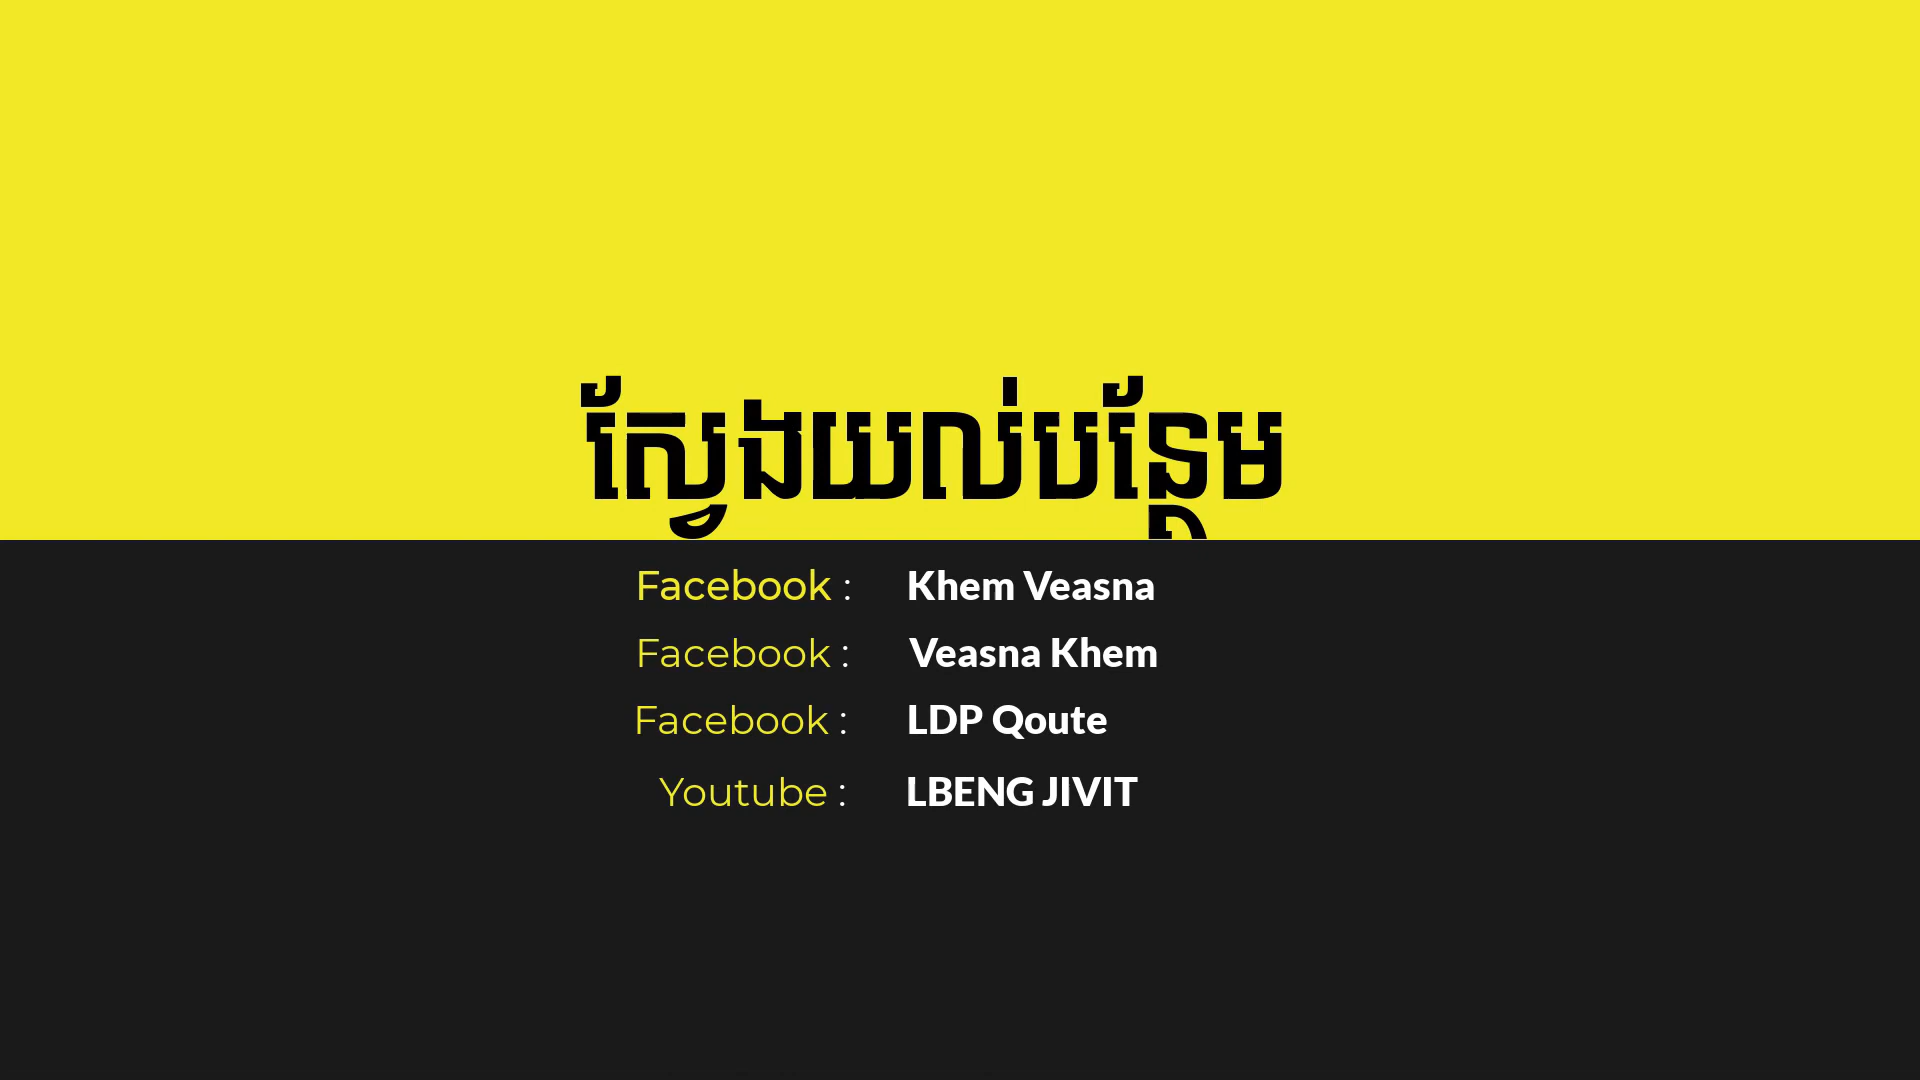 ស្វែងយល់បន្ថែម
Facebook : Khem Veasna
Facebook : Veasna Khem
Facebook : LDP Qoute
Youtube : LBENG JIVIT